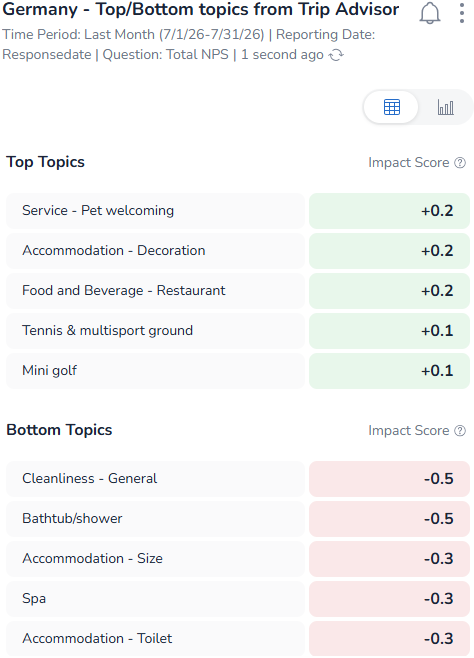 Germany - Top/Bottom topics from Trip Advisor
Time Period: Last Month (7/1/26-7/31/26) | Reporting Date:
Responsedate | Question: Total NPS | 1 second ago
Top Topics Impact Score
Service - Pet welcoming +0.2
Accommodation - Decoration +0.2
Food and Beverage - Restaurant +0.2
Tennis & multisport ground +0.1
Mini golf +0.1
Bottom Topics Impact Score
Cleanliness - General -0.5
Bathtub/shower -0.5
Accommodation - Size -0.3
Spa -0.3
Accommodation - Toilet -0.3